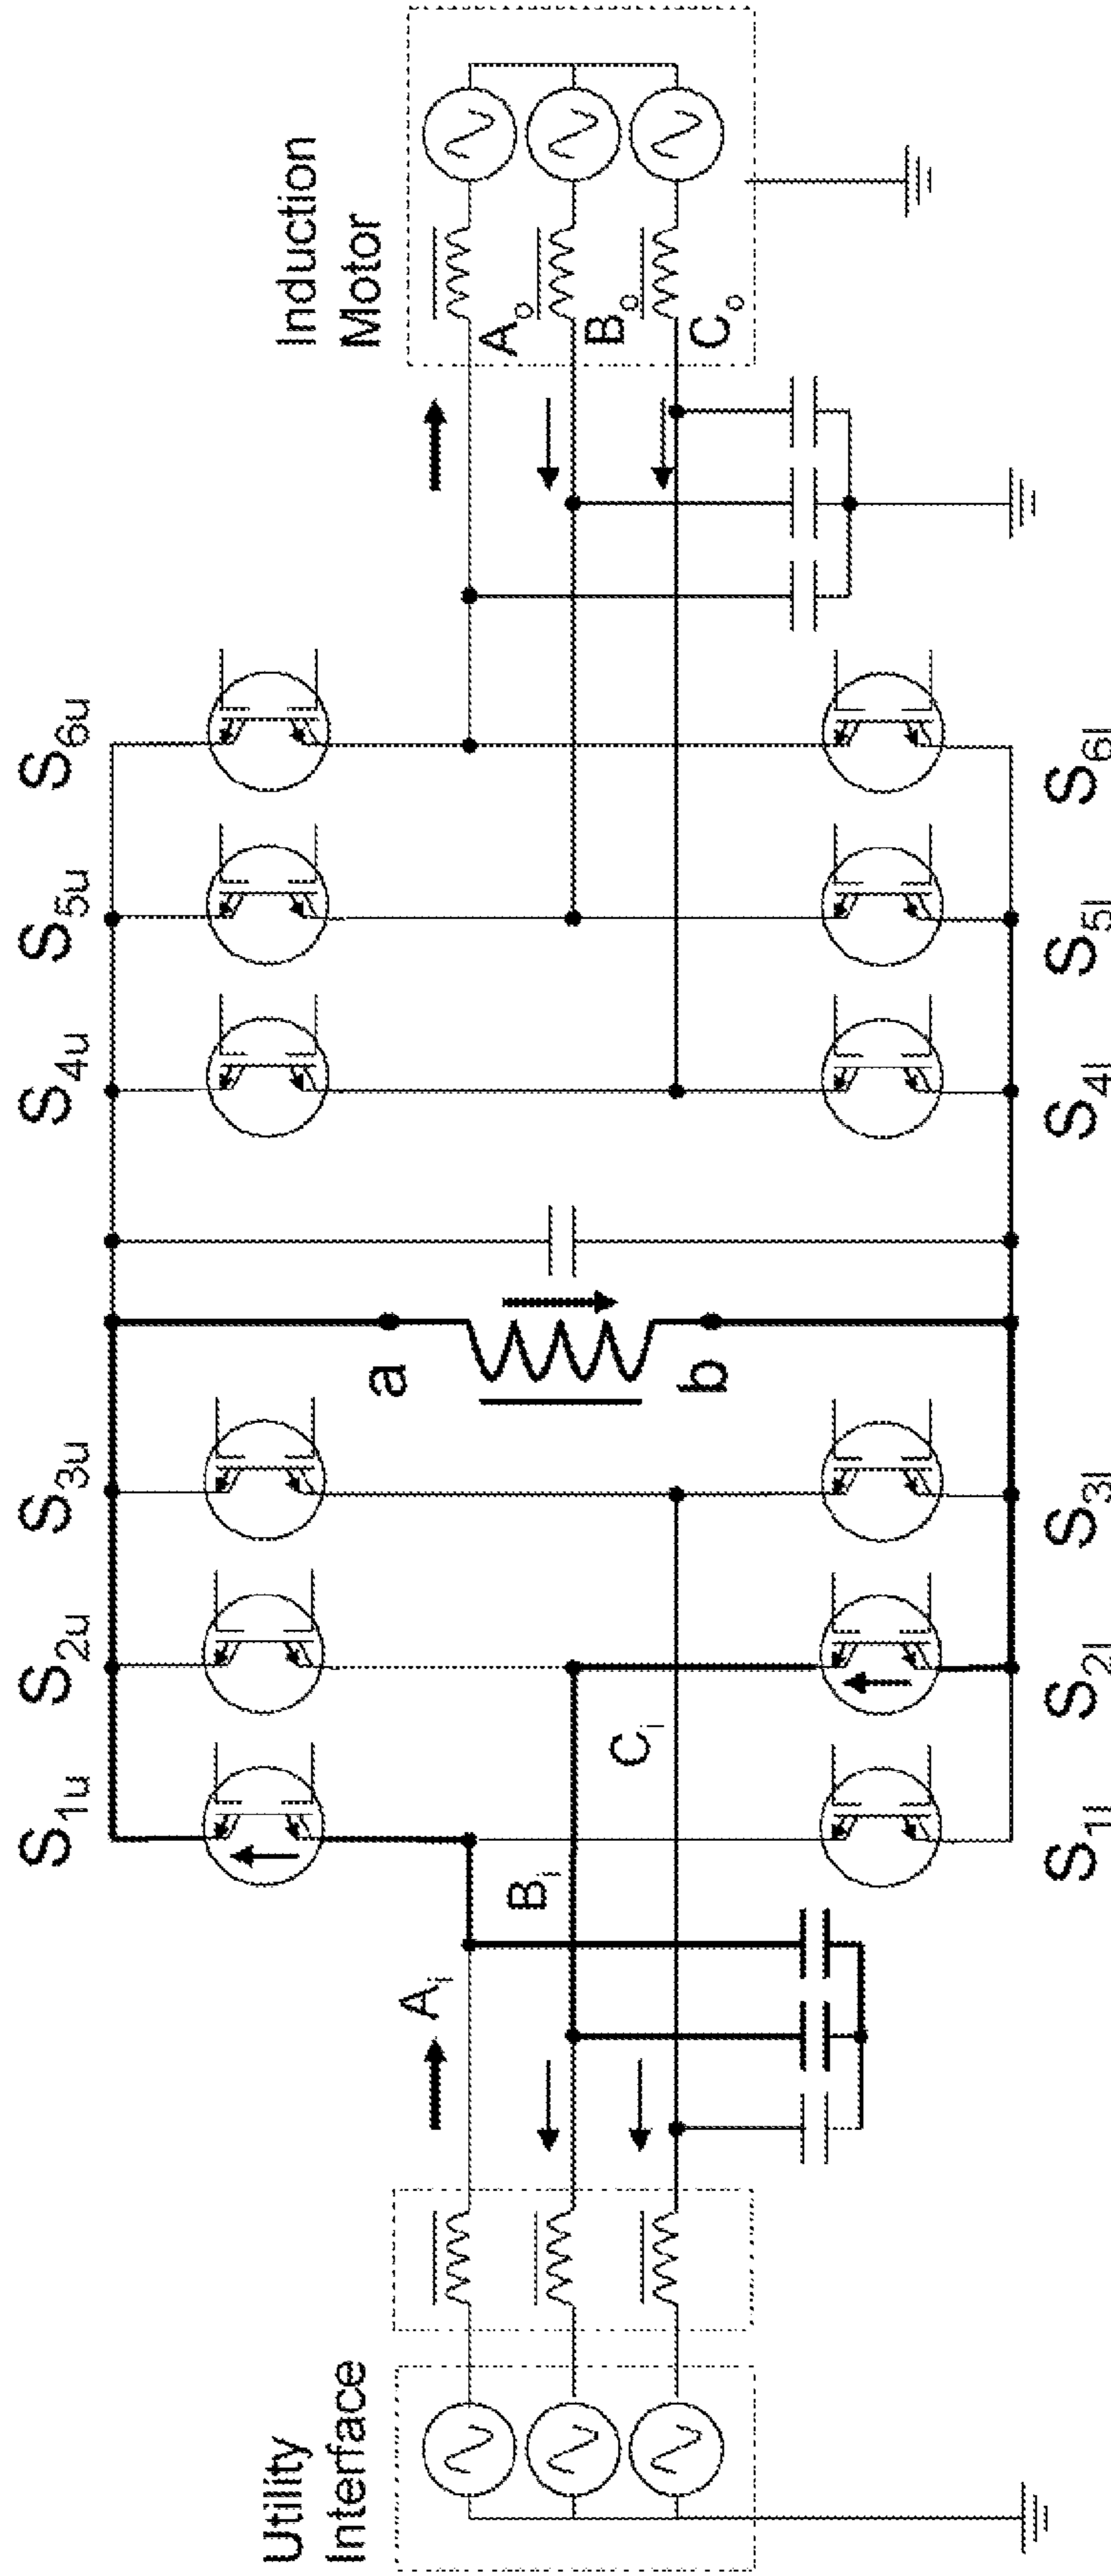 Utility
Interface
Induction
Motor
S1u
S2u
S3u
S4u
S5u
S6u
Ai
Bi
Ci
a
b
Ao
Bo
Co
S1l
S2l
S3l
S4l
S5l
S6l